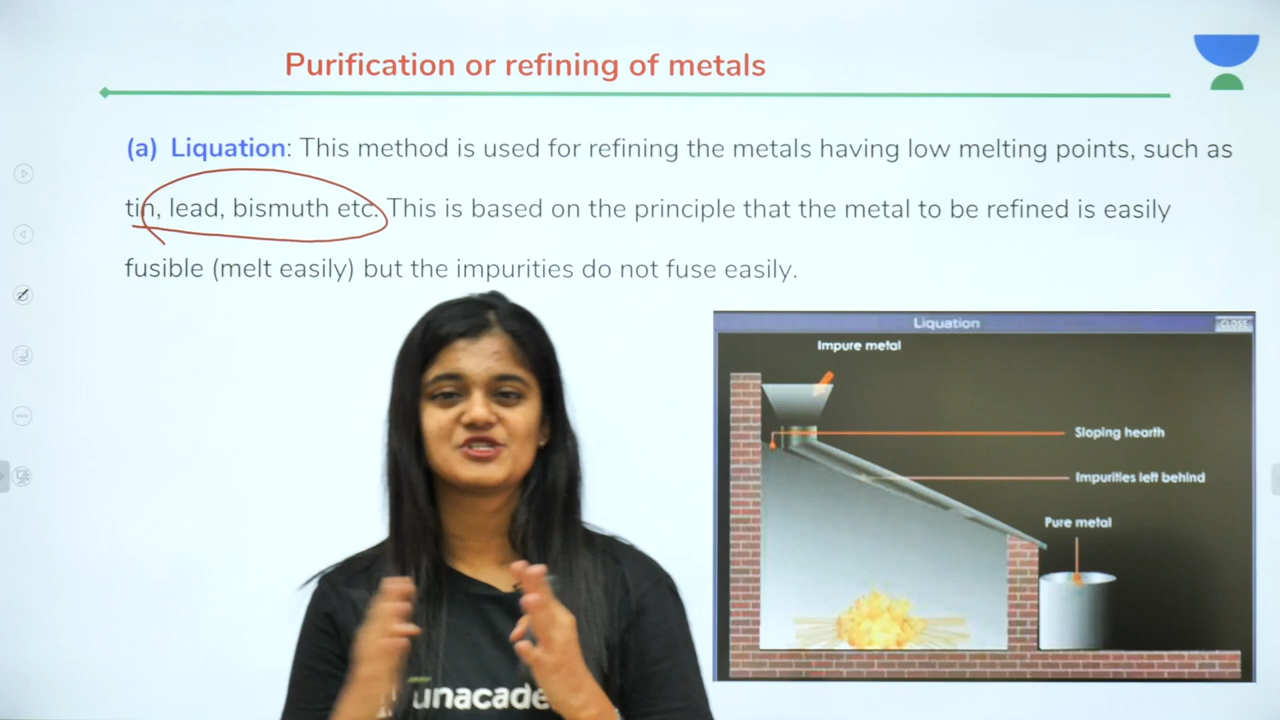 Purification or refining of metals
(a) Liquation: This method is used for refining the metals having low melting points, such as
tin, lead, bismuth etc. This is based on the principle that the metal to be refined is easily
fusible (melt easily) but the impurities do not fuse easily.
Liquation
CLOSE
Impure metal
Sloping hearth
Impurities left behind
Pure metal
unacade